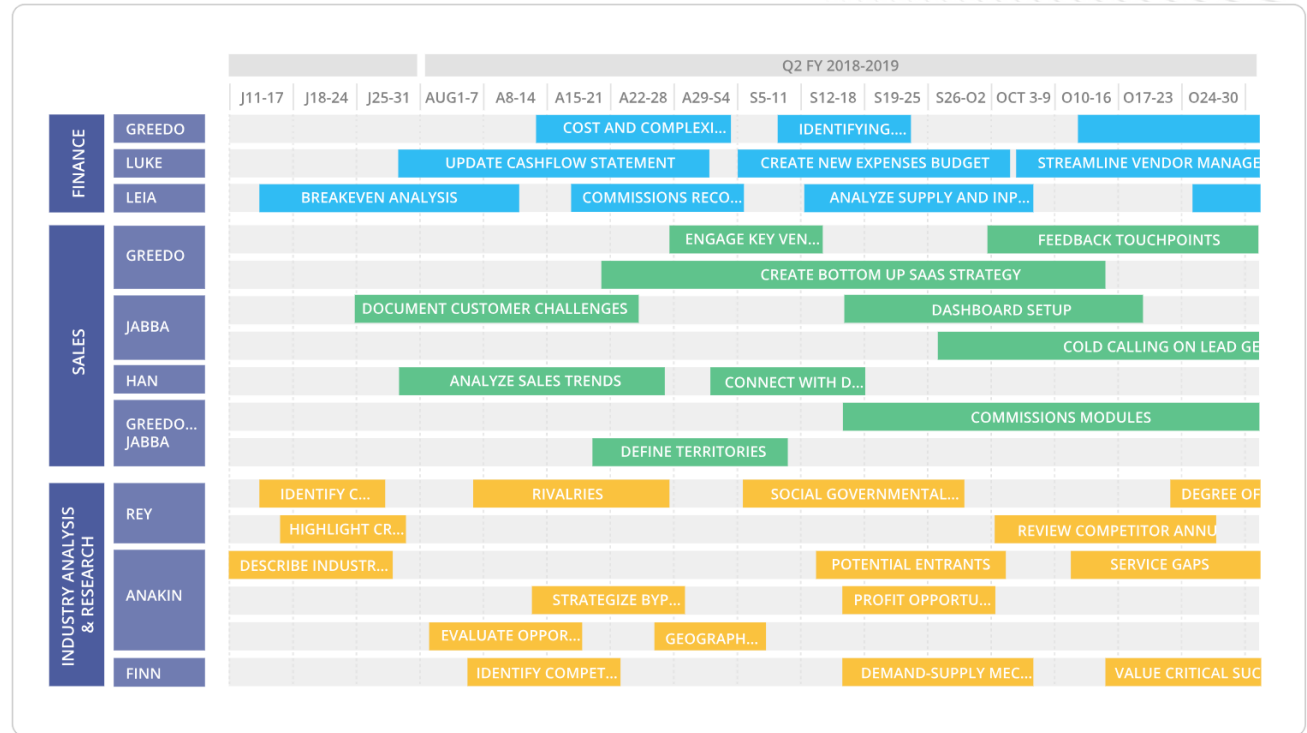 Q2 FY 2018-2019
J11-17 J18-24 J25-31 AUG1-7 A8-14 A15-21 A22-28 A29-S4 S5-11 S12-18 S19-25 S26-O2 OCT 3-9 O10-16 O17-23 O24-30
FINANCE
GREEDO
COST AND COMPLEXI... IDENTIFYING....
LUKE
UPDATE CASHFLOW STATEMENT CREATE NEW EXPENSES BUDGET STREAMLINE VENDOR MANAGE
LEIA
BREAKEVEN ANALYSIS COMMISSIONS RECO... ANALYZE SUPPLY AND INP...
SALES
GREEDO
ENGAGE KEY VEN... FEEDBACK TOUCHPOINTS
CREATE BOTTOM UP SAAS STRATEGY
JABBA
DOCUMENT CUSTOMER CHALLENGES DASHBOARD SETUP
COLD CALLING ON LEAD GE
HAN
ANALYZE SALES TRENDS CONNECT WITH D...
GREEDO...
JABBA
COMMISSIONS MODULES
DEFINE TERRITORIES
INDUSTRY ANALYSIS
& RESEARCH
REY
IDENTIFY C... RIVALRIES SOCIAL GOVERNMENTAL... DEGREE OF
HIGHLIGHT CR... REVIEW COMPETITOR ANNU
ANAKIN
DESCRIBE INDUSTR... POTENTIAL ENTRANTS SERVICE GAPS
STRATEGIZE BYP... PROFIT OPPORTU...
EVALUATE OPPOR... GEOGRAPH...
FINN
IDENTIFY COMPET... DEMAND-SUPPLY MEC... VALUE CRITICAL SUC